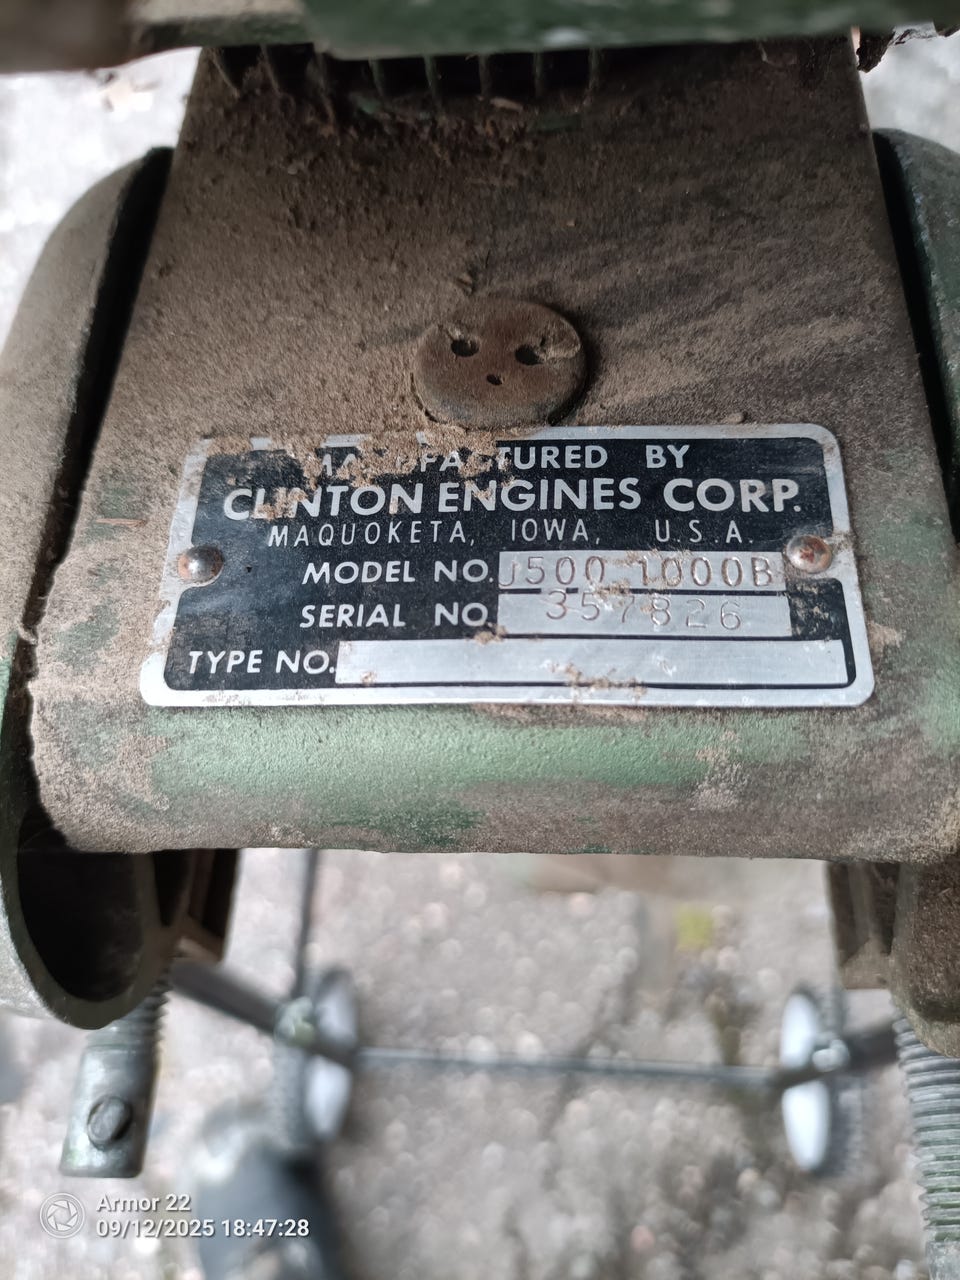 MANUFACTURED BY
CLINTON ENGINES CORP.
MAQUOKETA, IOWA, U.S.A.
MODEL NO. J500-1000B
SERIAL NO. 357826
TYPE NO.
Armor 22
09/12/2025 18:47:28